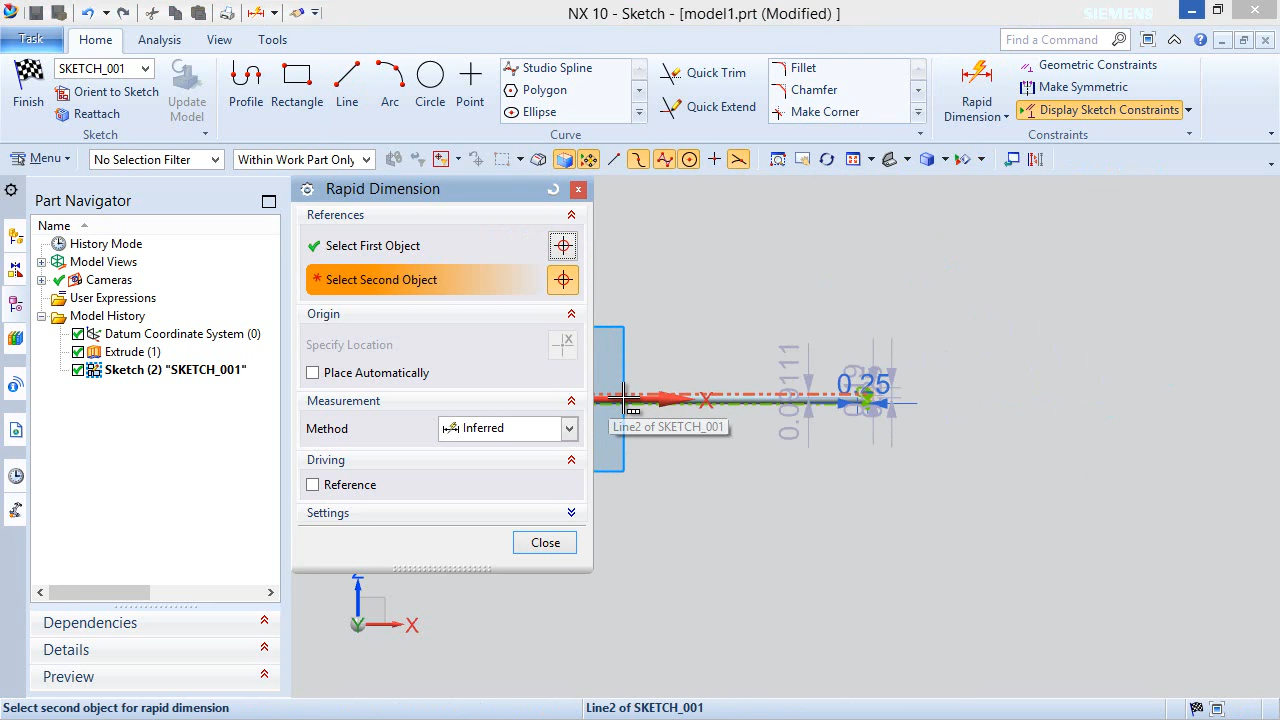 NX 10 - Sketch - [model1.prt (Modified) ]
SIEMENS
Task Home Analysis View Tools
Find a Command
Finish
SKETCH_001
Orient to Sketch
Reattach
Update Model
Sketch
Profile Rectangle Line Arc Circle Point
Studio Spline
Polygon
Ellipse
Quick Trim
Quick Extend
Fillet
Chamfer
Make Corner
Curve
Rapid Dimension
Geometric Constraints
Make Symmetric
Display Sketch Constraints
Constraints
Menu
No Selection Filter
Within Work Part Only
Part Navigator
Name
History Mode
Model Views
Cameras
User Expressions
Model History
Datum Coordinate System (0)
Extrude (1)
Sketch (2) "SKETCH_001"
Dependencies
Details
Preview
Rapid Dimension
References
Select First Object
* Select Second Object
Origin
Specify Location
Place Automatically
Measurement
Method Inferred
Driving
Reference
Settings
Close
X
Line2 of SKETCH_001
0.09111
0.25
Z
Y
X
Select second object for rapid dimension
Line2 of SKETCH_001